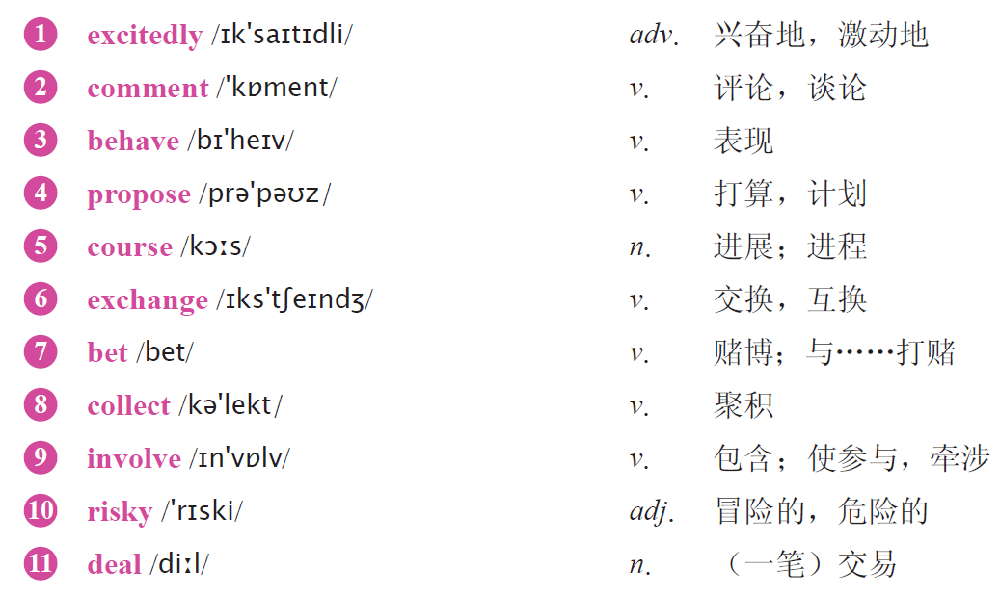 1 excitedly /ɪk'saɪtɪdli/ adv. 兴奋地，激动地
2 comment /'kɒment/ v. 评论，谈论
3 behave /bɪ'heɪv/ v. 表现
4 propose /prə'pəʊz/ v. 打算，计划
5 course /kɔːs/ n. 进展；进程
6 exchange /ɪks'tʃeɪndʒ/ v. 交换，互换
7 bet /bet/ v. 赌博；与……打赌
8 collect /kə'lekt/ v. 聚积
9 involve /ɪn'vɒlv/ v. 包含；使参与，牵涉
10 risky /'rɪski/ adj. 冒险的，危险的
11 deal /diːl/ n. （一笔）交易